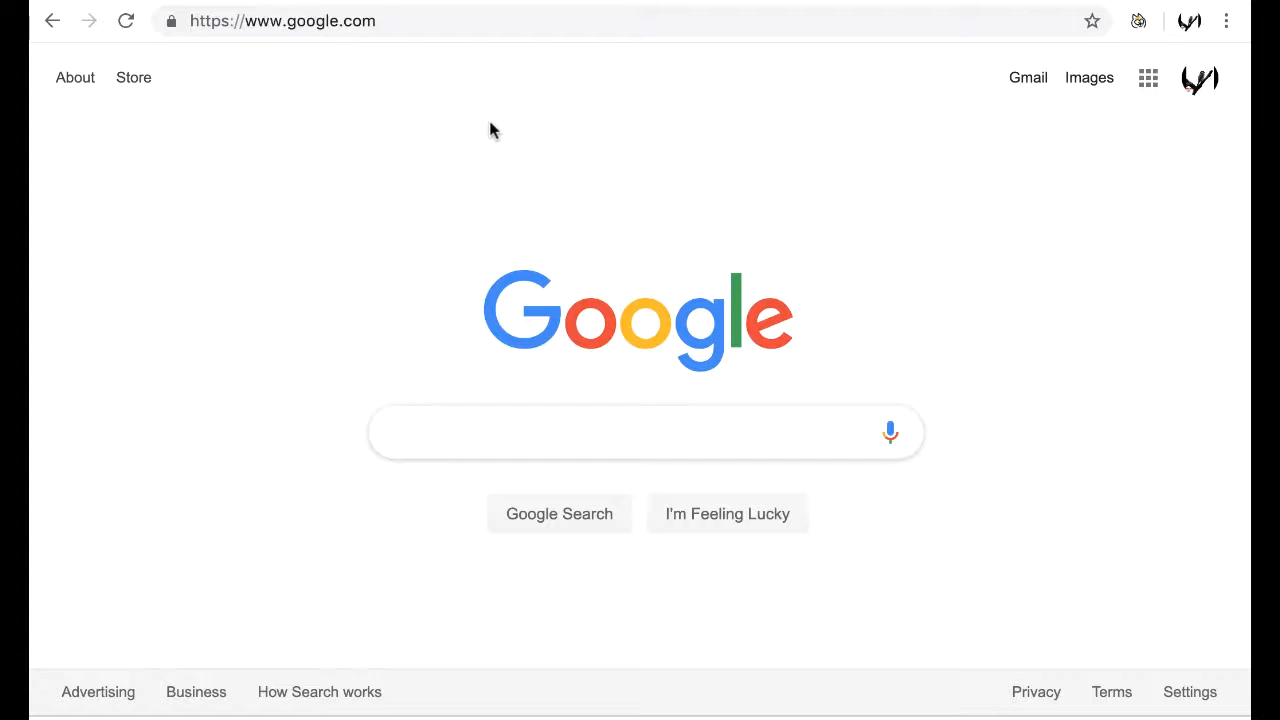 https://www.google.com
About Store Gmail Images
Google
Google Search I'm Feeling Lucky
Advertising Business How Search works Privacy Terms Settings